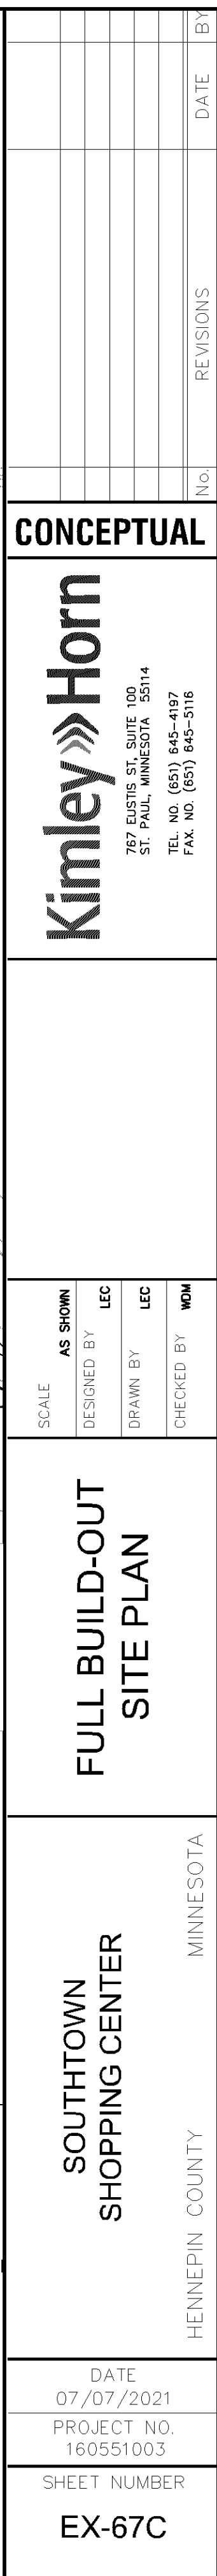 No. REVISIONS DATE BY
CONCEPTUAL
Kimley»Horn
767 EUSTIS ST, SUITE 100
ST. PAUL, MINNESOTA 55114
TEL. NO. (651) 645-4197
FAX. NO. (651) 645-5116
SCALE
AS SHOWN
DESIGNED BY
LEC
DRAWN BY
LEC
CHECKED BY
WDM
FULL BUILD-OUT
SITE PLAN
SOUTHTOWN
SHOPPING CENTER
HENNEPIN COUNTY MINNESOTA
DATE
07/07/2021
PROJECT NO.
160551003
SHEET NUMBER
EX-67C